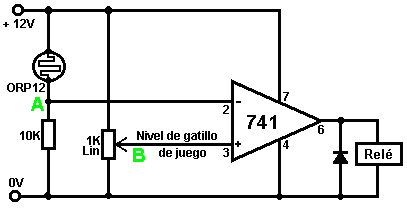 + 12V
ORP12
A
2
-
7
741
6
10K
1K
Lin
Nivel de gatillo
de juego
B
3
+
4
Relé
0V